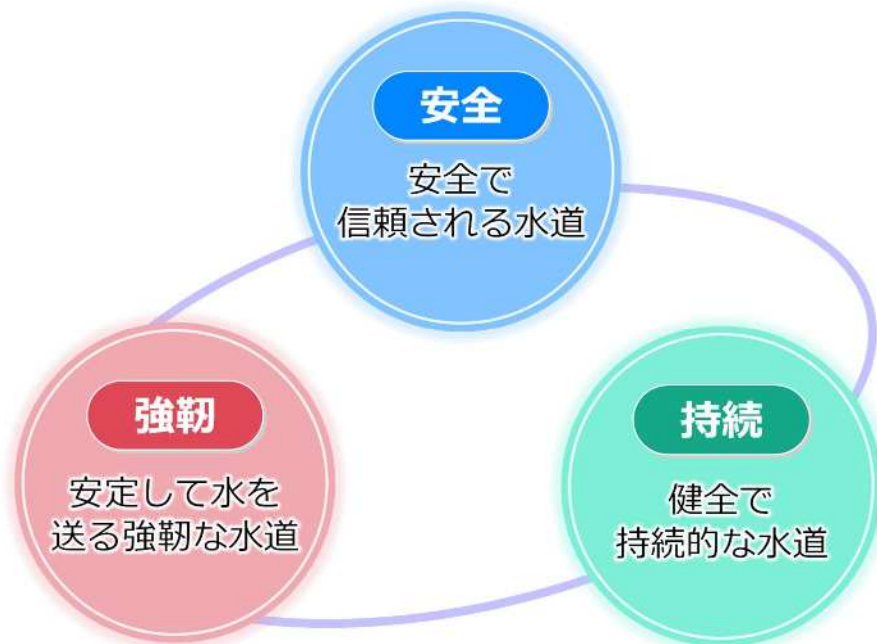 安全
安全で
信頼される水道
強靭
安定して水を
送る強靭な水道
持続
健全で
持続的な水道